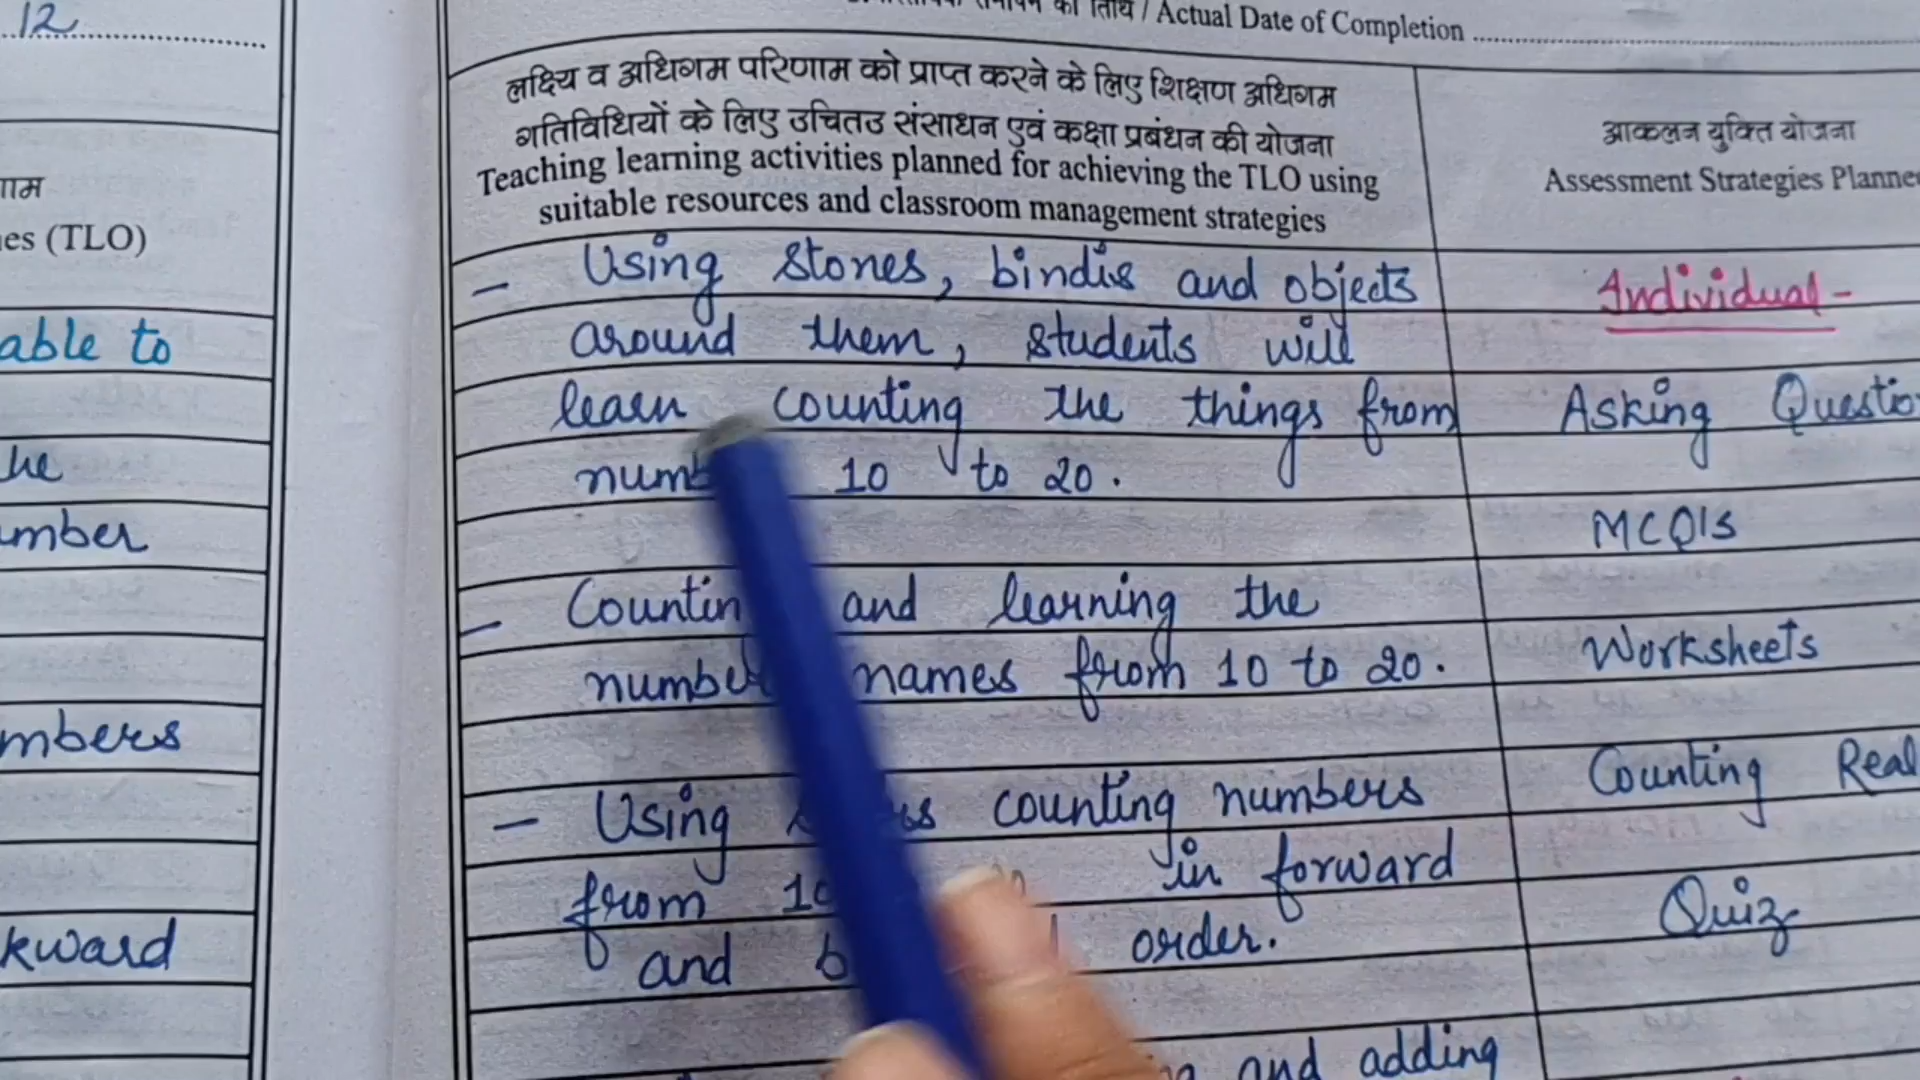 12
की तिथि / Actual Date of Completion
लक्ष्यि व अधिगम परिणाम को प्राप्त करने के लिए शिक्षण अधिगम
गतिविधियों के लिए उचितउ संसाधन एवं कक्षा प्रबंधन की योजना
Teaching learning activities planned for achieving the TLO using
suitable resources and classroom management strategies
आकलन युक्ति योजना
Assessment Strategies Planne
es (TLO)
able to
he
mber
mbers
kward
- Using stones, bindis and objects
around them, students will
learn counting the things from
numb 10 to 20.
- Counting and learning the
number names from 10 to 20.
- Using counting numbers
from 10 in forward
and b order.
and adding
Individual -
Asking Questio
MCQ's
Worksheets
Counting Real
Quiz